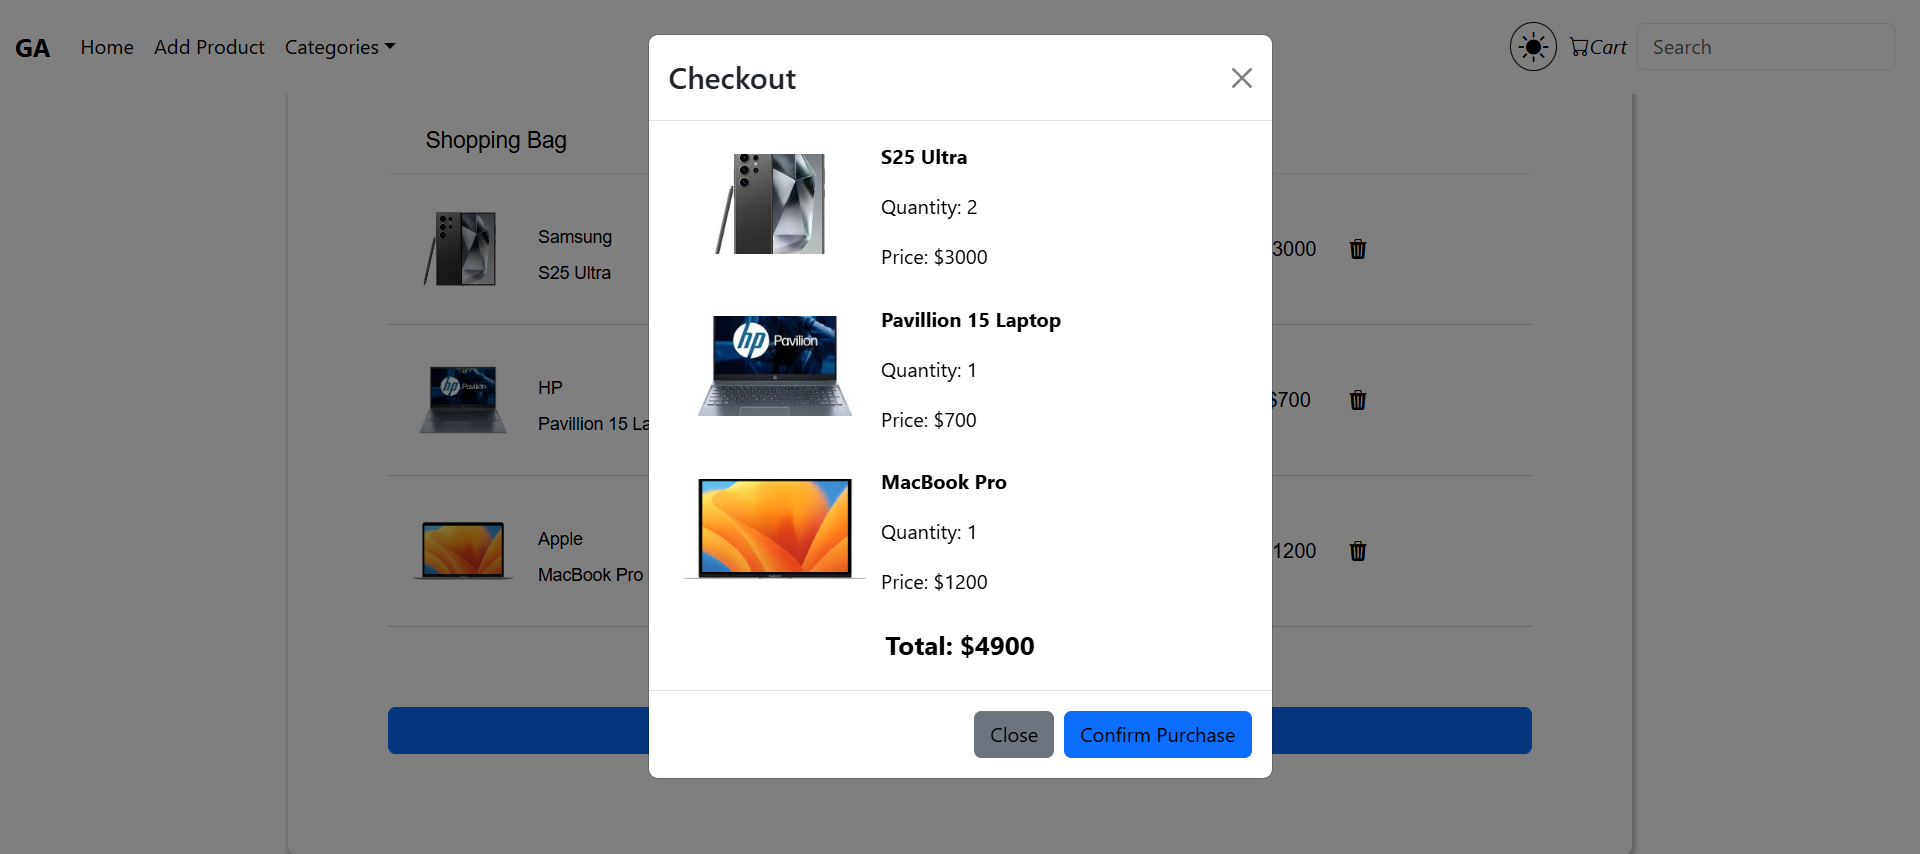 GA
Home
Add Product
Categories
Cart
Search
Shopping Bag
Samsung
S25 Ultra
3000
HP
Pavillion 15 La
$700
Apple
MacBook Pro
1200
Checkout
S25 Ultra
Quantity: 2
Price: $3000
hp Pavilion
Pavillion 15 Laptop
Quantity: 1
Price: $700
MacBook Pro
Quantity: 1
Price: $1200
Total: $4900
Close
Confirm Purchase